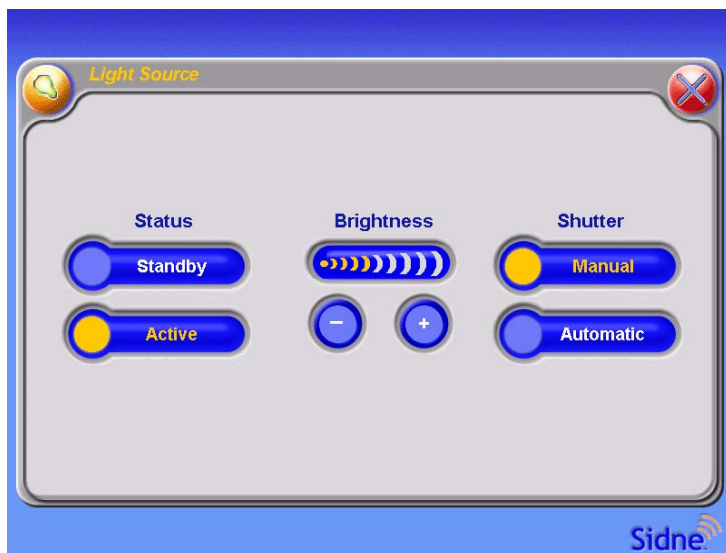 Light Source
Status
Brightness
Shutter
Standby
Manual
−
+
Active
Automatic
Sidne